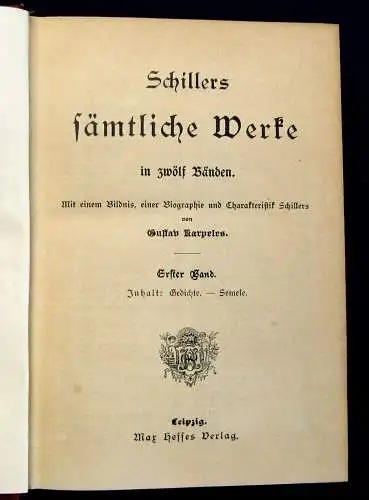 Schillers
sämtliche Werke
in zwölf Bänden.
Mit einem Bildnis, einer Biographie und Charakteristik Schillers
von
Gustav Karpeles.
Erster Band.
Inhalt: Gedichte. — Semele.
Leipzig.
Max Hesses Verlag.